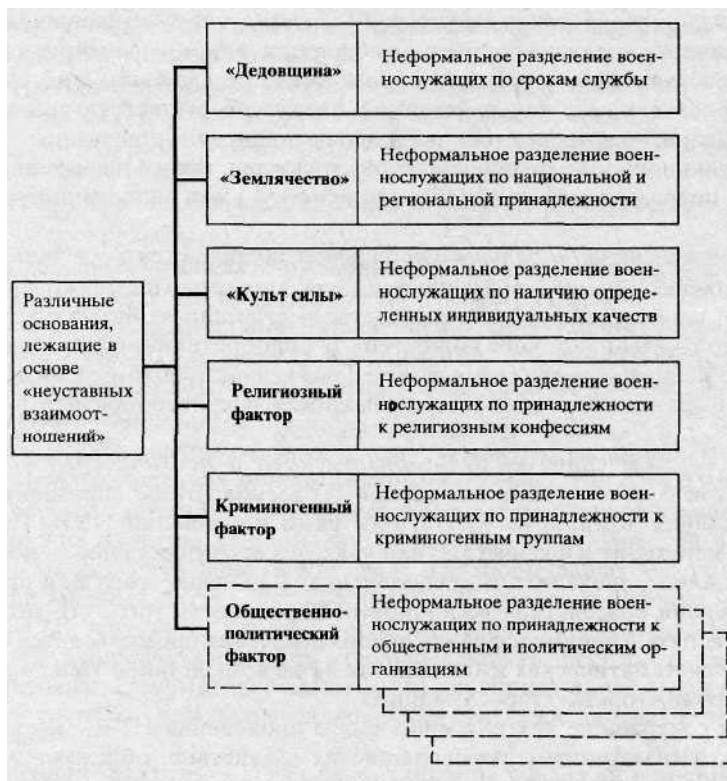 «Дедовщина»
Неформальное разделение воен-
нослужащих по срокам службы
«Землячество»
Неформальное разделение воен-
нослужащих по национальной и
региональной принадлежности
«Культ силы»
Неформальное разделение воен-
нослужащих по наличию опреде-
ленных индивидуальных качеств
Различные
основания,
лежащие в
основе
«неуставных
взаимоот-
ношений»
Религиозный
фактор
Неформальное разделение воен-
нослужащих по принадлежности
к религиозным конфессиям
Криминогенный
фактор
Неформальное разделение воен-
нослужащих по принадлежности к
криминогенным группам
Общественно-
политический
фактор
Неформальное разделение воен-
нослужащих по принажности к
общественным и политическим ор-
ганизациям